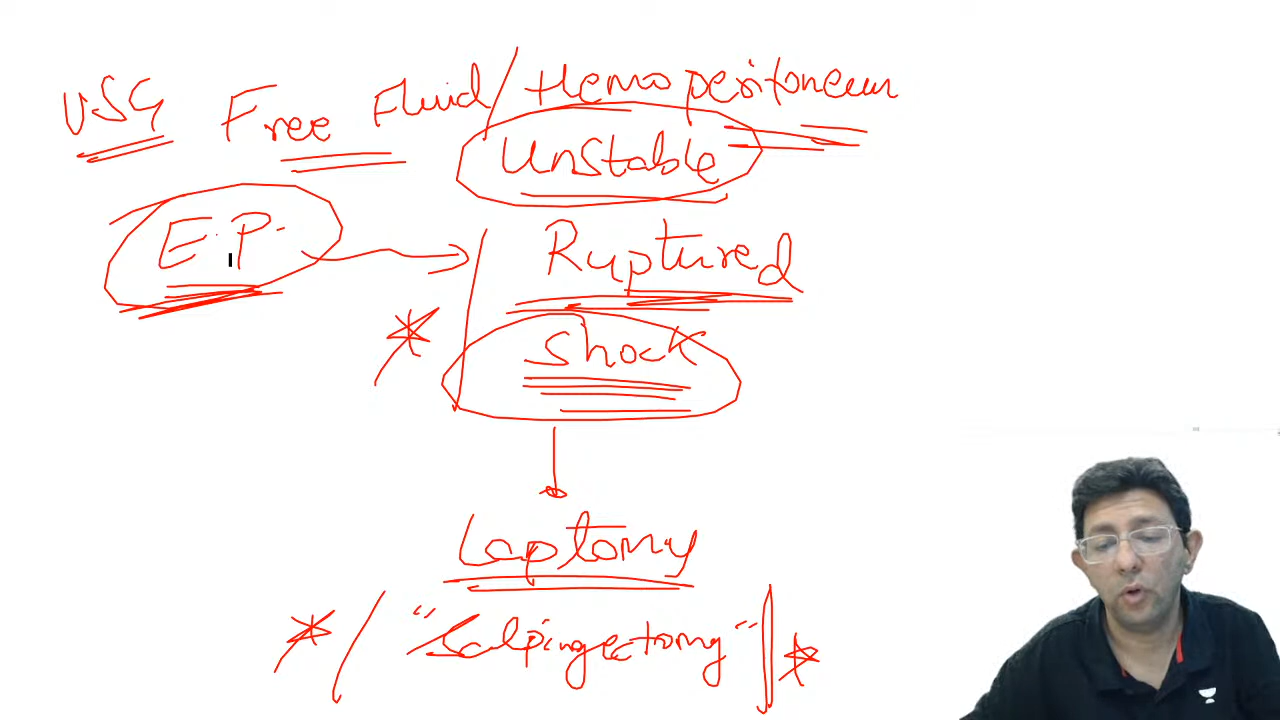 USG Free Fluid/Hemoperitoneum
Unstable
E.P. Ruptured
Shock
Laptomy
"Salpingectomy"